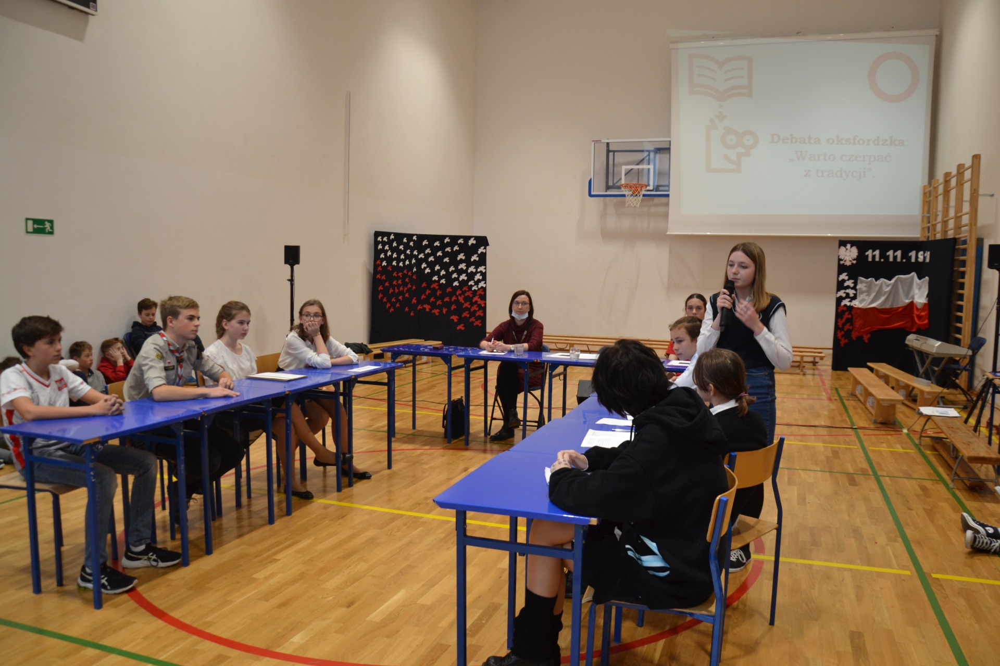 Debata oksfordzka:
„Warto czerpać
z tradycji”.
11.11.191